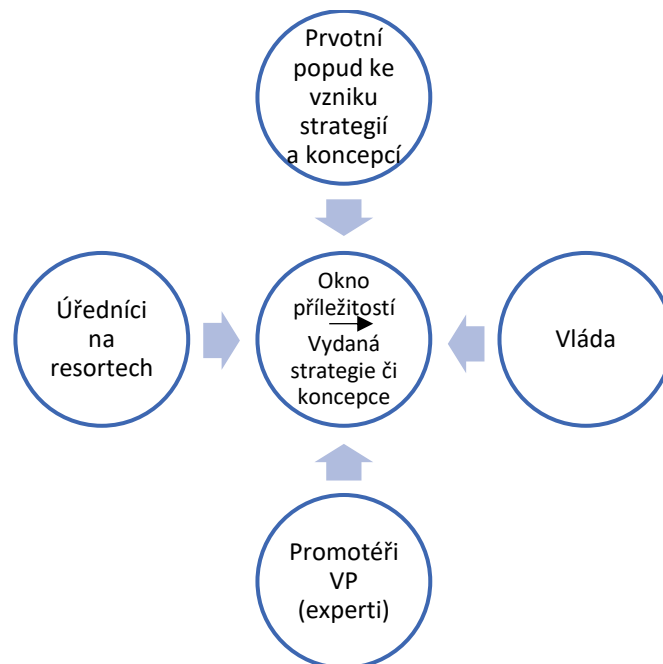 Prvotní
popud ke
vzniku
strategií
a koncepcí
Úředníci
na
resortech
Okno
příležitostí
Vydaná
strategie či
koncepce
Vláda
Promotéři
VP
(experti)